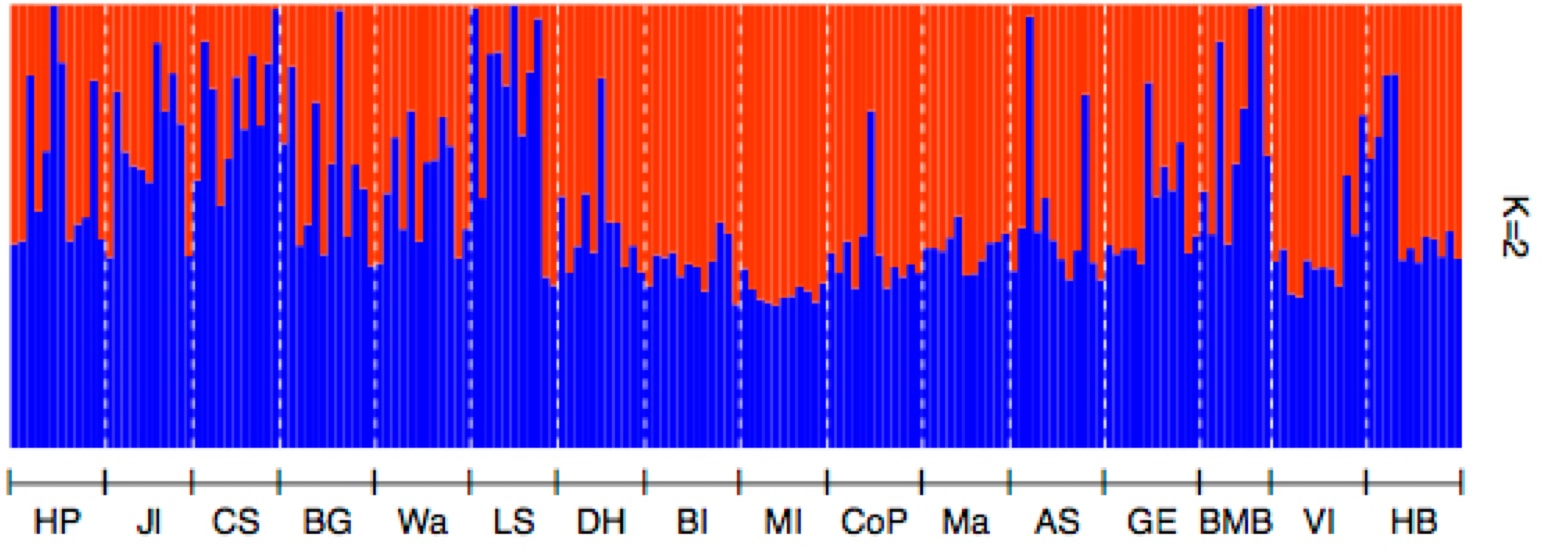 K=2
HP JI CS BG Wa LS DH BI MI CoP Ma AS GE BMB VI HB